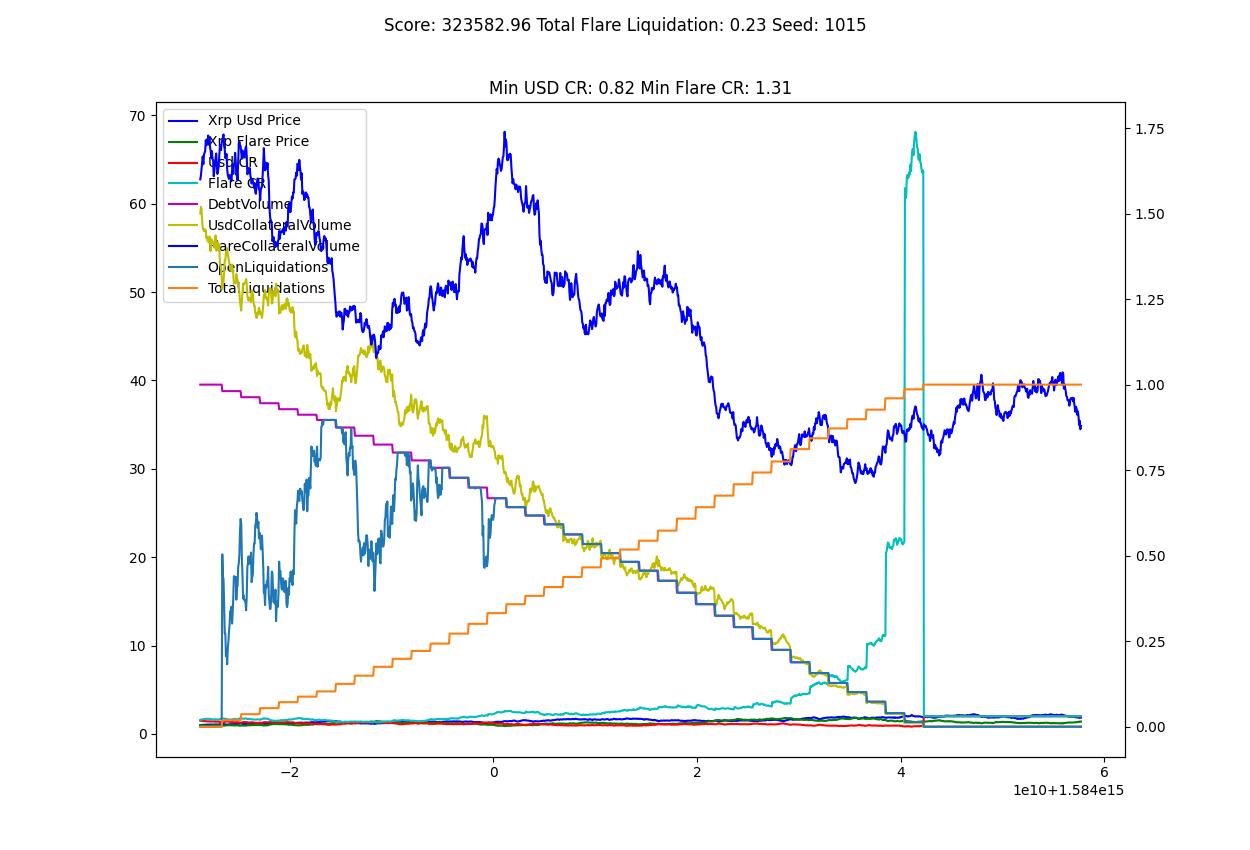 Score: 323582.96 Total Flare Liquidation: 0.23 Seed: 1015
Min USD CR: 0.82 Min Flare CR: 1.31
Xrp Usd Price
Xrp Flare Price
Usd CR
Flare CR
DebtVolume
UsdCollateralVolume
FlareCollateralVolume
OpenLiquidations
TotalLiquidations
70
60
50
40
30
20
10
0
1.75
1.50
1.25
1.00
0.75
0.50
0.25
0.00
−2
0
2
4
6
1e10+1.584e15